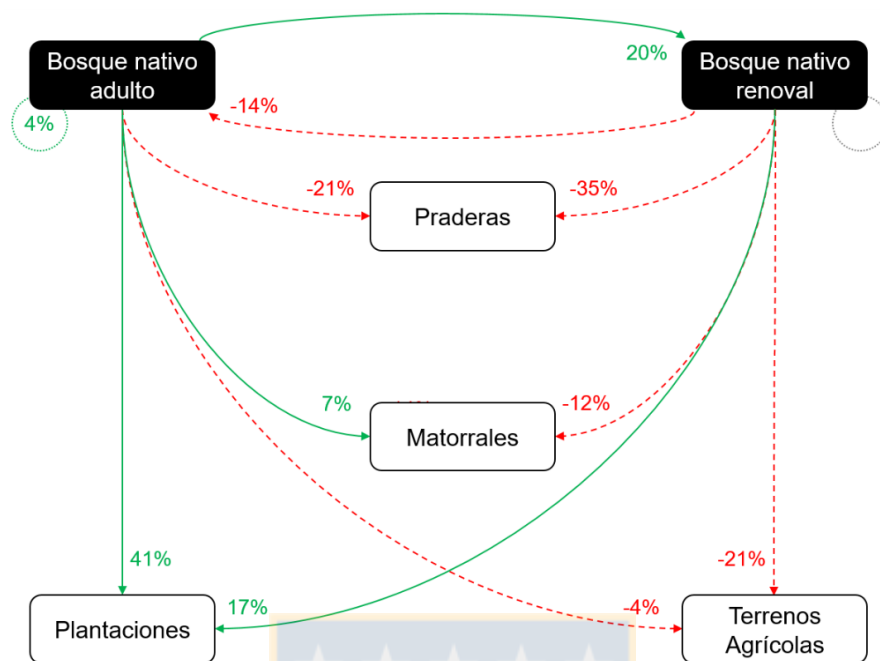 Bosque nativo
adulto
20%
Bosque nativo
renoval
4%
-14%
-21%
-35%
Praderas
7%
-12%
Matorrales
41%
-21%
17%
-4%
Plantaciones
Terrenos
Agrícolas